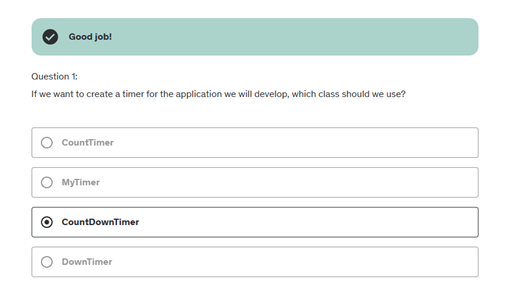 Good job!
Question 1:
If we want to create a timer for the application we will develop, which class should we use?
CountTimer
MyTimer
CountDownTimer
DownTimer